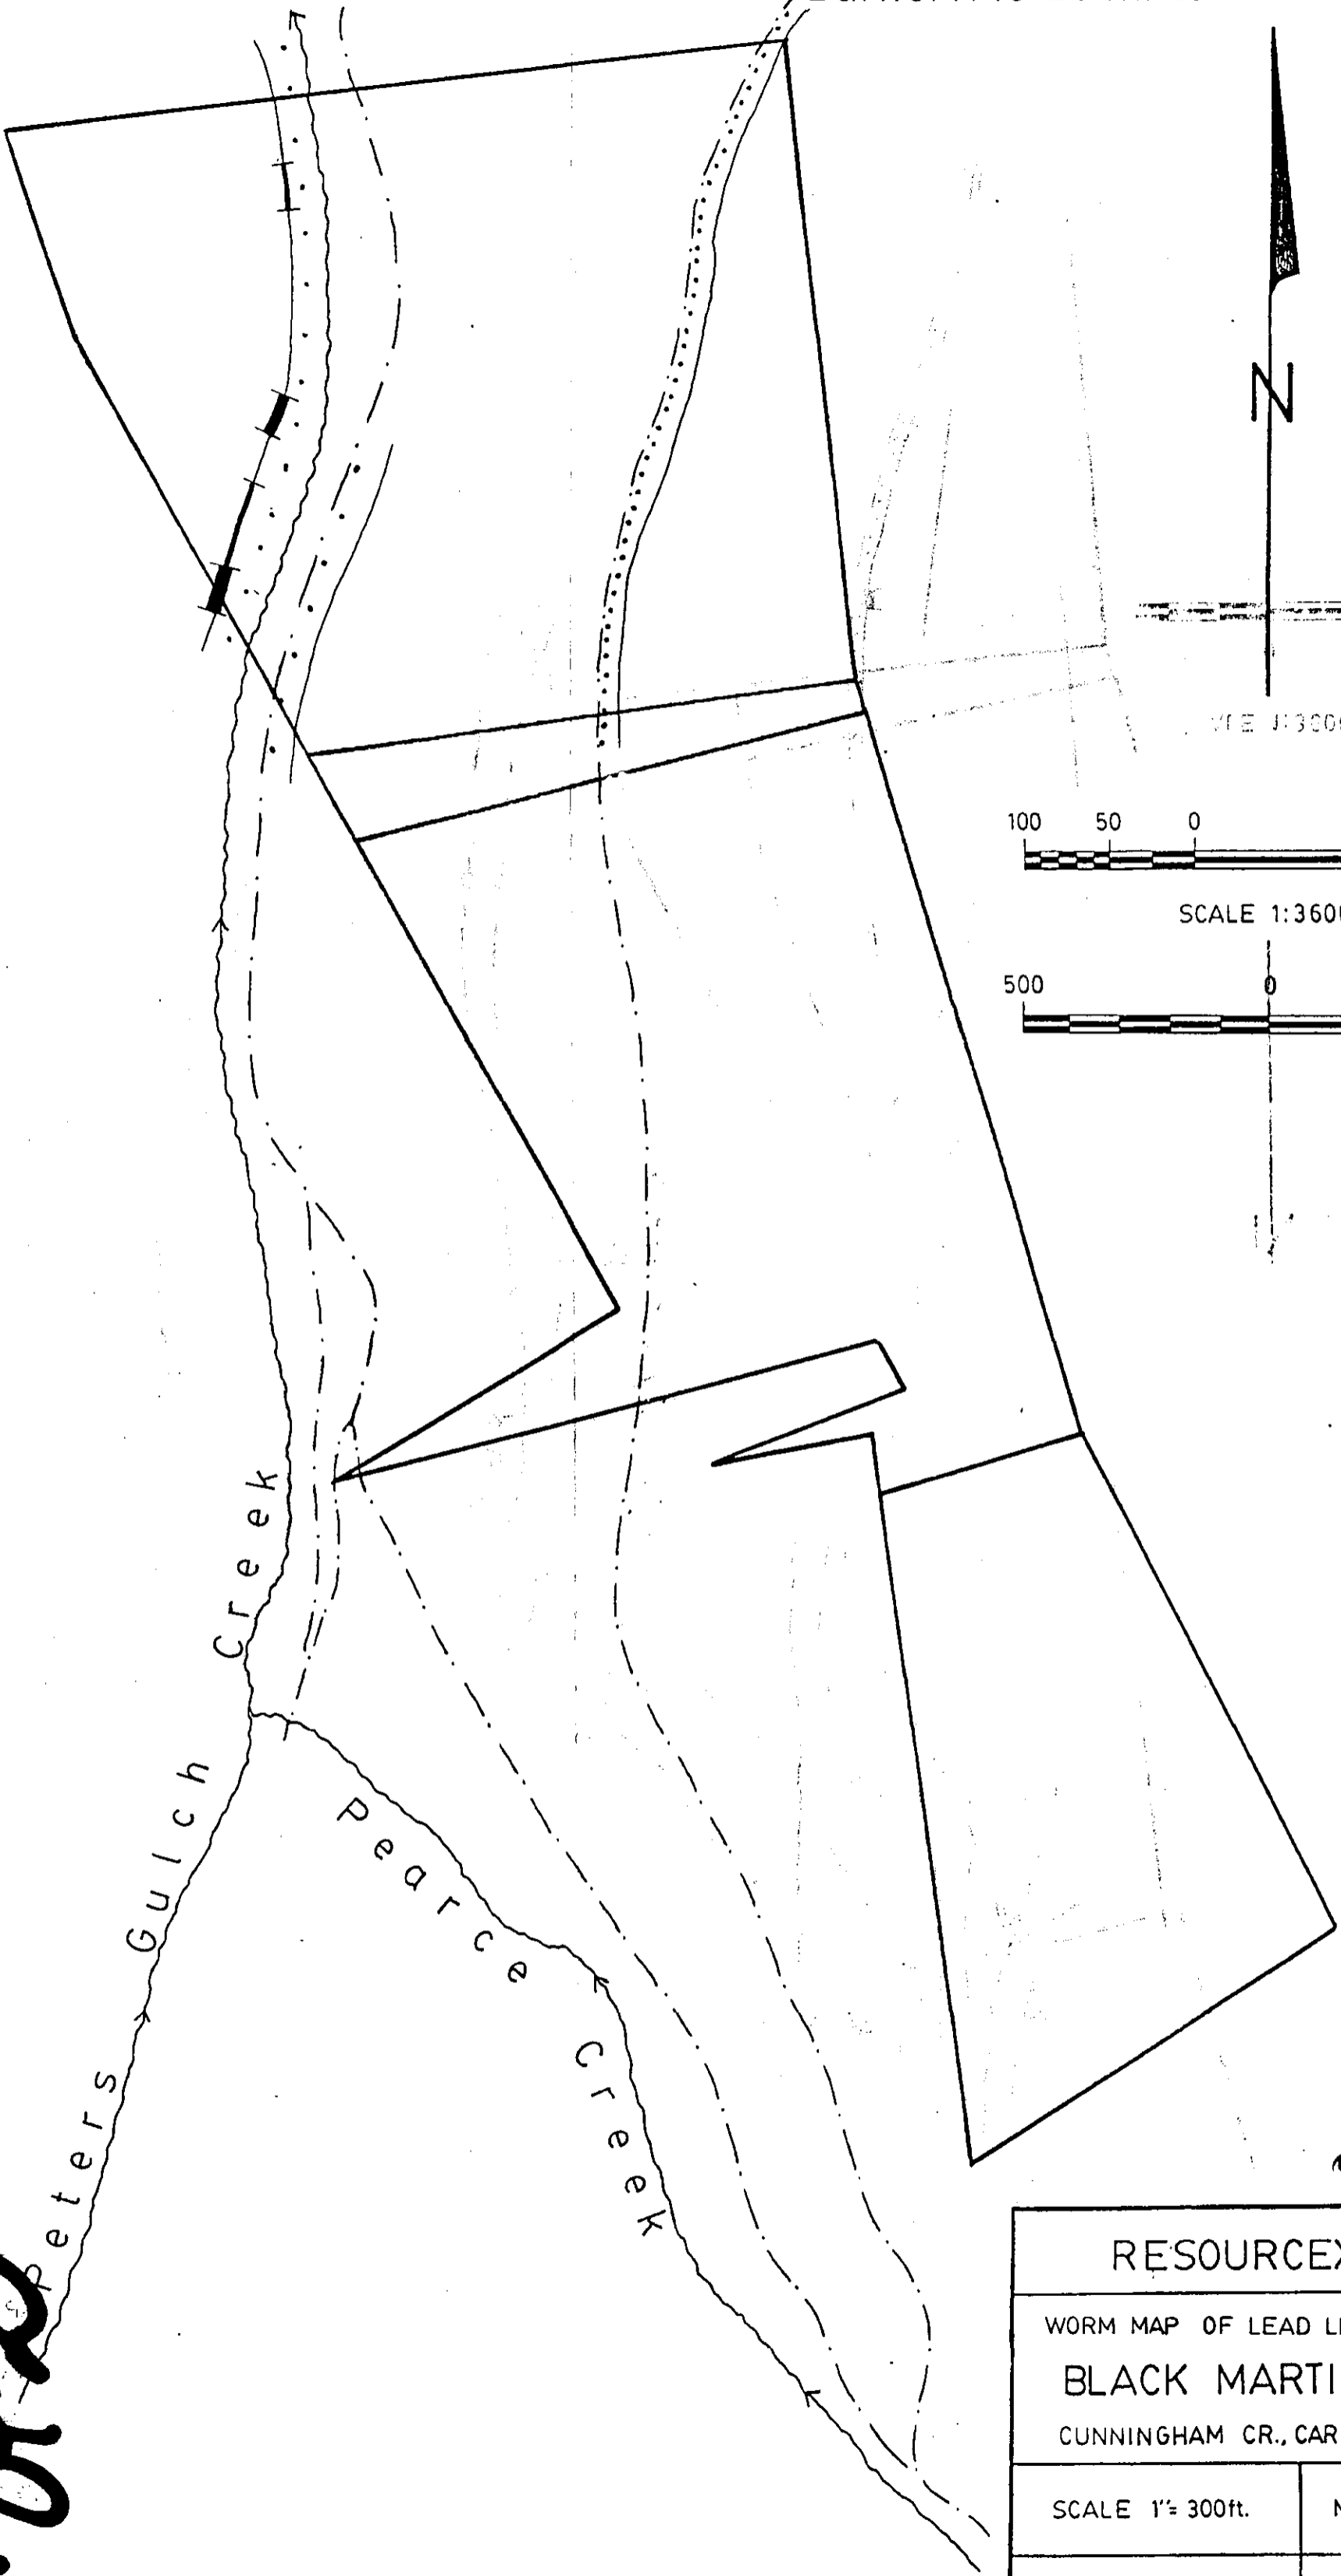 N
100 50 0
SCALE 1:360
500 0
Creek
Gulch
Peters
Pearce
Creek
RESOURCEX
WORM MAP OF LEAD
BLACK MARTI
CUNNINGHAM CR., CAR
SCALE 1"= 300ft.